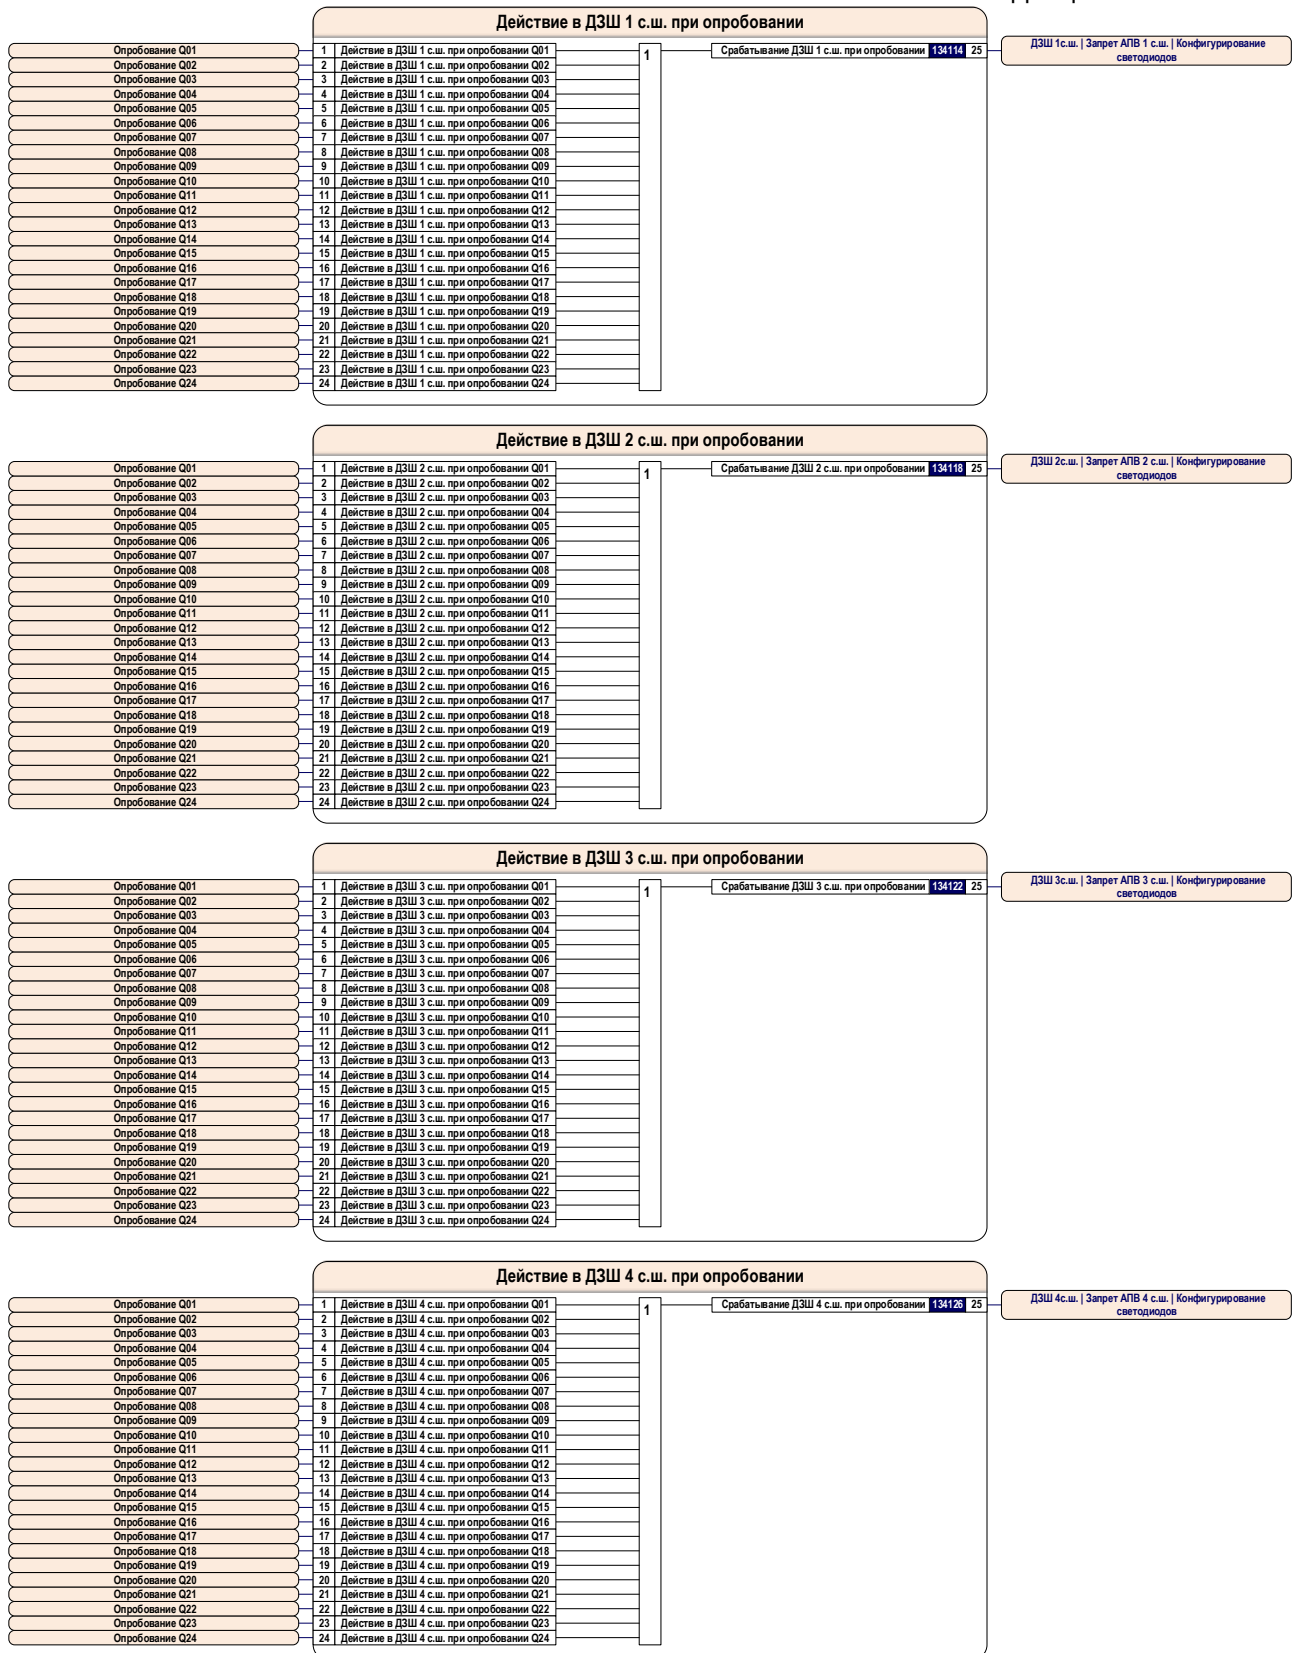 Действие в ДЗШ 1 с.ш. при опробовании
Опробование Q01 1 Действие в ДЗШ 1 с.ш. при опробовании Q01 1 Срабатывание ДЗШ 1 с.ш. при опробовании 134114 25 ДЗШ 1с.ш. | Запрет АПВ 1 с.ш. | Конфигурирование
светодиодов
Опробование Q02 2 Действие в ДЗШ 1 с.ш. при опробовании Q02
Опробование Q03 3 Действие в ДЗШ 1 с.ш. при опробовании Q03
Опробование Q04 4 Действие в ДЗШ 1 с.ш. при опробовании Q04
Опробование Q05 5 Действие в ДЗШ 1 с.ш. при опробовании Q05
Опробование Q06 6 Действие в ДЗШ 1 с.ш. при опробовании Q06
Опробование Q07 7 Действие в ДЗШ 1 с.ш. при опробовании Q07
Опробование Q08 8 Действие в ДЗШ 1 с.ш. при опробовании Q08
Опробование Q09 9 Действие в ДЗШ 1 с.ш. при опробовании Q09
Опробование Q10 10 Действие в ДЗШ 1 с.ш. при опробовании Q10
Опробование Q11 11 Действие в ДЗШ 1 с.ш. при опробовании Q11
Опробование Q12 12 Действие в ДЗШ 1 с.ш. при опробовании Q12
Опробование Q13 13 Действие в ДЗШ 1 с.ш. при опробовании Q13
Опробование Q14 14 Действие в ДЗШ 1 с.ш. при опробовании Q14
Опробование Q15 15 Действие в ДЗШ 1 с.ш. при опробовании Q15
Опробование Q16 16 Действие в ДЗШ 1 с.ш. при опробовании Q16
Опробование Q17 17 Действие в ДЗШ 1 с.ш. при опробовании Q17
Опробование Q18 18 Действие в ДЗШ 1 с.ш. при опробовании Q18
Опробование Q19 19 Действие в ДЗШ 1 с.ш. при опробовании Q19
Опробование Q20 20 Действие в ДЗШ 1 с.ш. при опробовании Q20
Опробование Q21 21 Действие в ДЗШ 1 с.ш. при опробовании Q21
Опробование Q22 22 Действие в ДЗШ 1 с.ш. при опробовании Q22
Опробование Q23 23 Действие в ДЗШ 1 с.ш. при опробовании Q23
Опробование Q24 24 Действие в ДЗШ 1 с.ш. при опробовании Q24
Действие в ДЗШ 2 с.ш. при опробовании
Опробование Q01 1 Действие в ДЗШ 2 с.ш. при опробовании Q01 1 Срабатывание ДЗШ 2 с.ш. при опробовании 134118 25 ДЗШ 2с.ш. | Запрет АПВ 2 с.ш. | Конфигурирование
светодиодов
Опробование Q02 2 Действие в ДЗШ 2 с.ш. при опробовании Q02
Опробование Q03 3 Действие в ДЗШ 2 с.ш. при опробовании Q03
Опробование Q04 4 Действие в ДЗШ 2 с.ш. при опробовании Q04
Опробование Q05 5 Действие в ДЗШ 2 с.ш. при опробовании Q05
Опробование Q06 6 Действие в ДЗШ 2 с.ш. при опробовании Q06
Опробование Q07 7 Действие в ДЗШ 2 с.ш. при опробовании Q07
Опробование Q08 8 Действие в ДЗШ 2 с.ш. при опробовании Q08
Опробование Q09 9 Действие в ДЗШ 2 с.ш. при опробовании Q09
Опробование Q10 10 Действие в ДЗШ 2 с.ш. при опробовании Q10
Опробование Q11 11 Действие в ДЗШ 2 с.ш. при опробовании Q11
Опробование Q12 12 Действие в ДЗШ 2 с.ш. при опробовании Q12
Опробование Q13 13 Действие в ДЗШ 2 с.ш. при опробовании Q13
Опробование Q14 14 Действие в ДЗШ 2 с.ш. при опробовании Q14
Опробование Q15 15 Действие в ДЗШ 2 с.ш. при опробовании Q15
Опробование Q16 16 Действие в ДЗШ 2 с.ш. при опробовании Q16
Опробование Q17 17 Действие в ДЗШ 2 с.ш. при опробовании Q17
Опробование Q18 18 Действие в ДЗШ 2 с.ш. при опробовании Q18
Опробование Q19 19 Действие в ДЗШ 2 с.ш. при опробовании Q19
Опробование Q20 20 Действие в ДЗШ 2 с.ш. при опробовании Q20
Опробование Q21 21 Действие в ДЗШ 2 с.ш. при опробовании Q21
Опробование Q22 22 Действие в ДЗШ 2 с.ш. при опробовании Q22
Опробование Q23 23 Действие в ДЗШ 2 с.ш. при опробовании Q23
Опробование Q24 24 Действие в ДЗШ 2 с.ш. при опробовании Q24
Действие в ДЗШ 3 с.ш. при опробовании
Опробование Q01 1 Действие в ДЗШ 3 с.ш. при опробовании Q01 1 Срабатывание ДЗШ 3 с.ш. при опробовании 134122 25 ДЗШ 3с.ш. | Запрет АПВ 3 с.ш. | Конфигурирование
светодиодов
Опробование Q02 2 Действие в ДЗШ 3 с.ш. при опробовании Q02
Опробование Q03 3 Действие в ДЗШ 3 с.ш. при опробовании Q03
Опробование Q04 4 Действие в ДЗШ 3 с.ш. при опробовании Q04
Опробование Q05 5 Действие в ДЗШ 3 с.ш. при опробовании Q05
Опробование Q06 6 Действие в ДЗШ 3 с.ш. при опробовании Q06
Опробование Q07 7 Действие в ДЗШ 3 с.ш. при опробовании Q07
Опробование Q08 8 Действие в ДЗШ 3 с.ш. при опробовании Q08
Опробование Q09 9 Действие в ДЗШ 3 с.ш. при опробовании Q09
Опробование Q10 10 Действие в ДЗШ 3 с.ш. при опробовании Q10
Опробование Q11 11 Действие в ДЗШ 3 с.ш. при опробовании Q11
Опробование Q12 12 Действие в ДЗШ 3 с.ш. при опробовании Q12
Опробование Q13 13 Действие в ДЗШ 3 с.ш. при опробовании Q13
Опробование Q14 14 Действие в ДЗШ 3 с.ш. при опробовании Q14
Опробование Q15 15 Действие в ДЗШ 3 с.ш. при опробовании Q15
Опробование Q16 16 Действие в ДЗШ 3 с.ш. при опробовании Q16
Опробование Q17 17 Действие в ДЗШ 3 с.ш. при опробовании Q17
Опробование Q18 18 Действие в ДЗШ 3 с.ш. при опробовании Q18
Опробование Q19 19 Действие в ДЗШ 3 с.ш. при опробовании Q19
Опробование Q20 20 Действие в ДЗШ 3 с.ш. при опробовании Q20
Опробование Q21 21 Действие в ДЗШ 3 с.ш. при опробовании Q21
Опробование Q22 22 Действие в ДЗШ 3 с.ш. при опробовании Q22
Опробование Q23 23 Действие в ДЗШ 3 с.ш. при опробовании Q23
Опробование Q24 24 Действие в ДЗШ 3 с.ш. при опробовании Q24
Действие в ДЗШ 4 с.ш. при опробовании
Опробование Q01 1 Действие в ДЗШ 4 с.ш. при опробовании Q01 1 Срабатывание ДЗШ 4 с.ш. при опробовании 134126 25 ДЗШ 4с.ш. | Запрет АПВ 4 с.ш. | Конфигурирование
светодиодов
Опробование Q02 2 Действие в ДЗШ 4 с.ш. при опробовании Q02
Опробование Q03 3 Действие в ДЗШ 4 с.ш. при опробовании Q03
Опробование Q04 4 Действие в ДЗШ 4 с.ш. при опробовании Q04
Опробование Q05 5 Действие в ДЗШ 4 с.ш. при опробовании Q05
Опробование Q06 6 Действие в ДЗШ 4 с.ш. при опробовании Q06
Опробование Q07 7 Действие в ДЗШ 4 с.ш. при опробовании Q07
Опробование Q08 8 Действие в ДЗШ 4 с.ш. при опробовании Q08
Опробование Q09 9 Действие в ДЗШ 4 с.ш. при опробовании Q09
Опробование Q10 10 Действие в ДЗШ 4 с.ш. при опробовании Q10
Опробование Q11 11 Действие в ДЗШ 4 с.ш. при опробовании Q11
Опробование Q12 12 Действие в ДЗШ 4 с.ш. при опробовании Q12
Опробование Q13 13 Действие в ДЗШ 4 с.ш. при опробовании Q13
Опробование Q14 14 Действие в ДЗШ 4 с.ш. при опробовании Q14
Опробование Q15 15 Действие в ДЗШ 4 с.ш. при опробовании Q15
Опробование Q16 16 Действие в ДЗШ 4 с.ш. при опробовании Q16
Опробование Q17 17 Действие в ДЗШ 4 с.ш. при опробовании Q17
Опробование Q18 18 Действие в ДЗШ 4 с.ш. при опробовании Q18
Опробование Q19 19 Действие в ДЗШ 4 с.ш. при опробовании Q19
Опробование Q20 20 Действие в ДЗШ 4 с.ш. при опробовании Q20
Опробование Q21 21 Действие в ДЗШ 4 с.ш. при опробовании Q21
Опробование Q22 22 Действие в ДЗШ 4 с.ш. при опробовании Q22
Опробование Q23 23 Действие в ДЗШ 4 с.ш. при опробовании Q23
Опробование Q24 24 Действие в ДЗШ 4 с.ш. при опробовании Q24